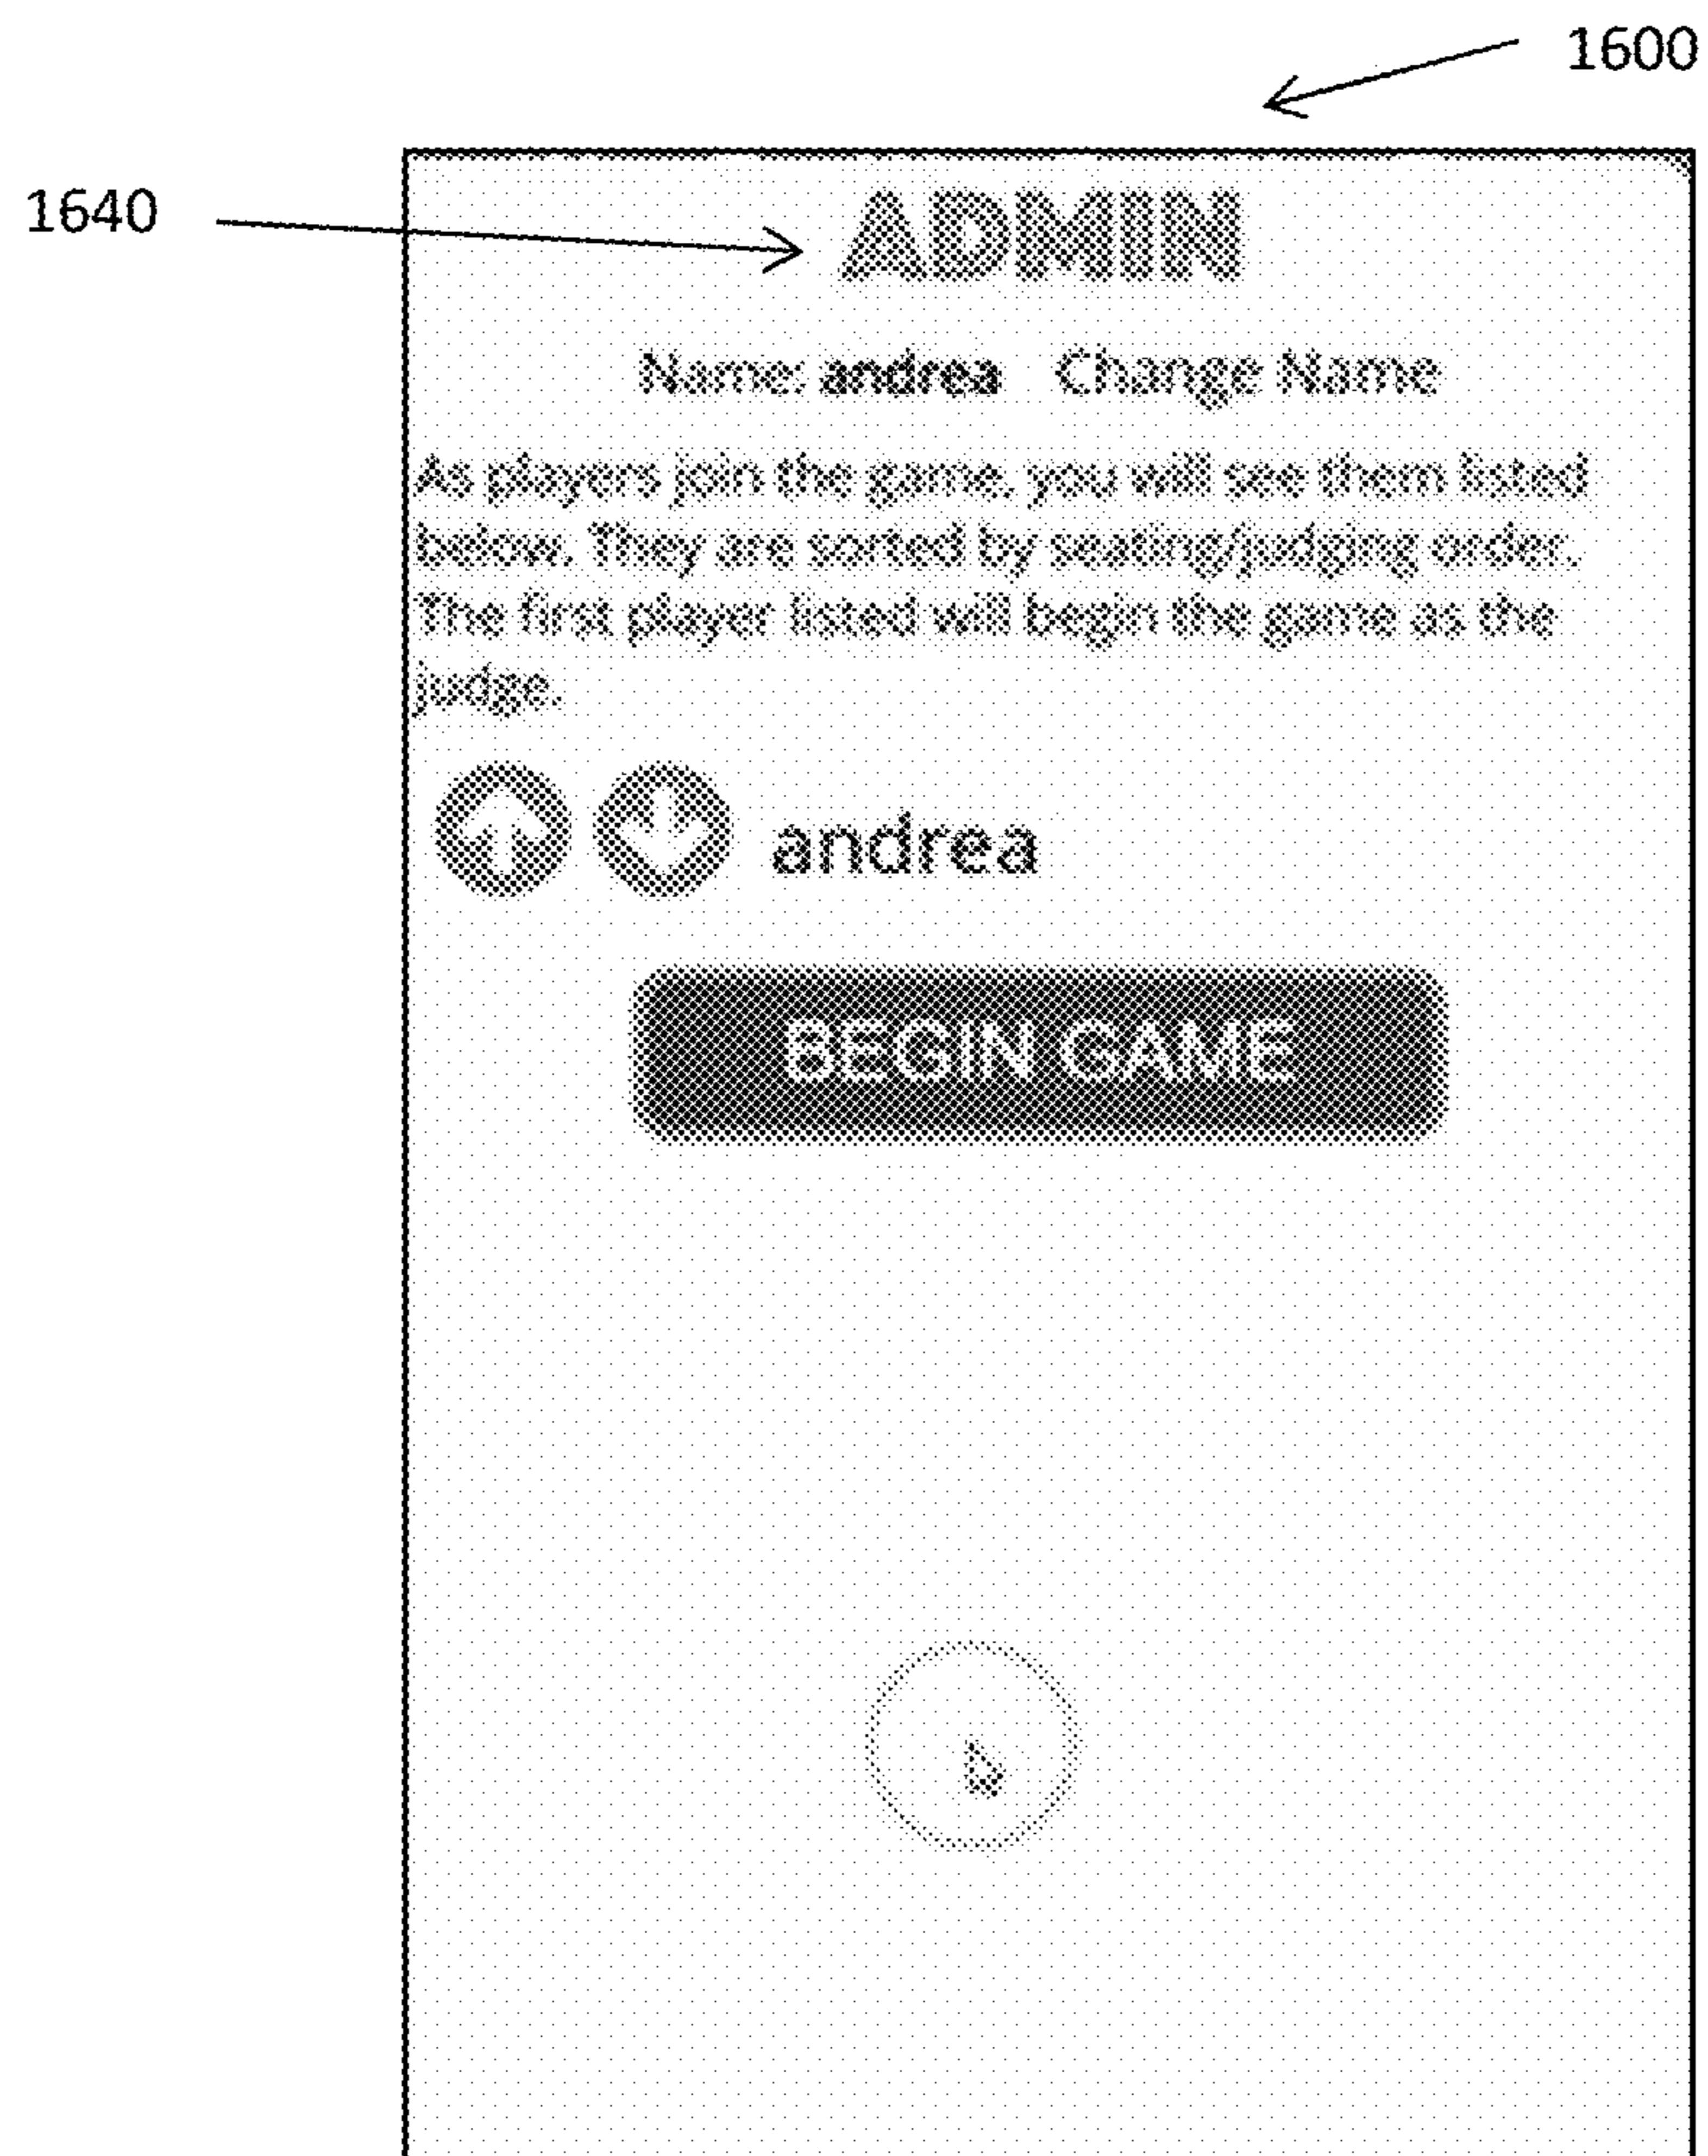 1600
1640
ADMIN
Name: andrea Change Name
As players join the game, you will see them listed
below. They are sorted by seating/judging order.
The first player listed will begin the game as the
judge.
andrea
BEGIN GAME